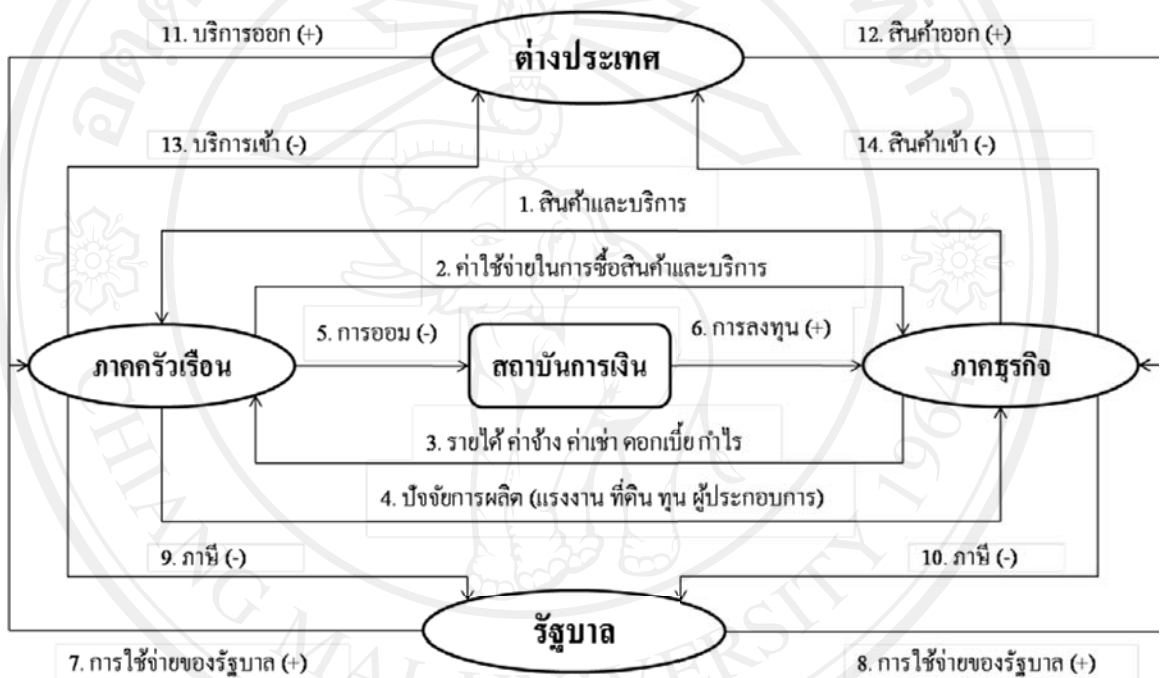 11. บริการออก (+)
12. สินค้าออก (+)
ต่างประเทศ
13. บริการเข้า (-)
14. สินค้าเข้า (-)
1. สินค้าและบริการ
2. ค่าใช้จ่ายในการซื้อสินค้าและบริการ
5. การออม (-)
6. การลงทุน (+)
ภาคครัวเรือน
สถาบันการเงิน
ภาคธุรกิจ
3. รายได้ ค่าจ้าง ค่าเช่า ดอกเบี้ย กำไร
4. ปัจจัยการผลิต (แรงงาน ที่ดิน ทุน ผู้ประกอบการ)
9. ภาษี (-)
10. ภาษี (-)
รัฐบาล
7. การใช้จ่ายของรัฐบาล (+)
8. การใช้จ่ายของรัฐบาล (+)
CHIANG MAI UNIVERSITY 1964